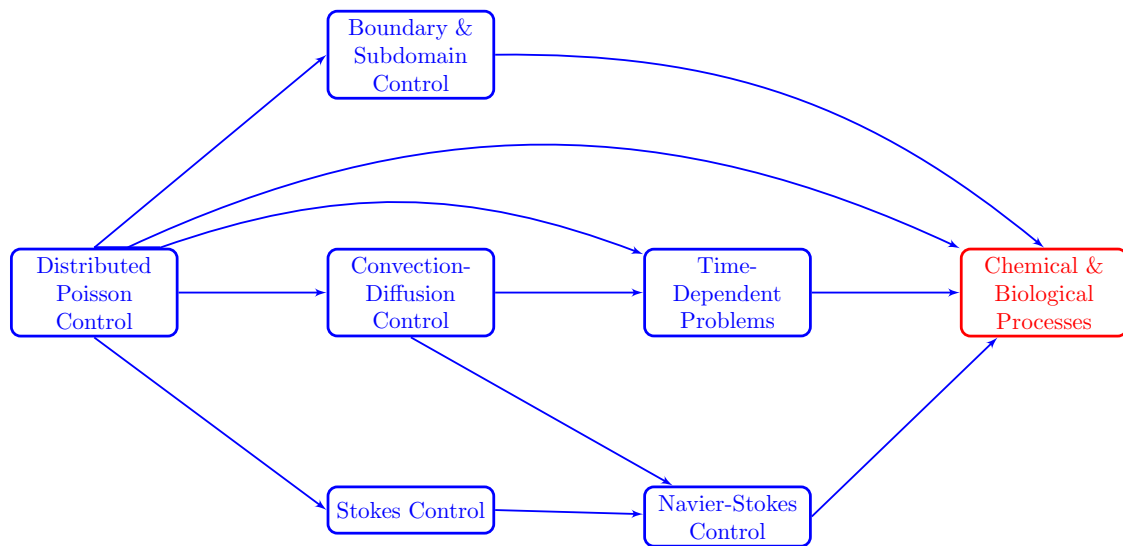 Boundary &
Subdomain
Control
Distributed
Poisson
Control
Convection-
Diffusion
Control
Time-
Dependent
Problems
Chemical &
Biological
Processes
Stokes Control
Navier-Stokes
Control